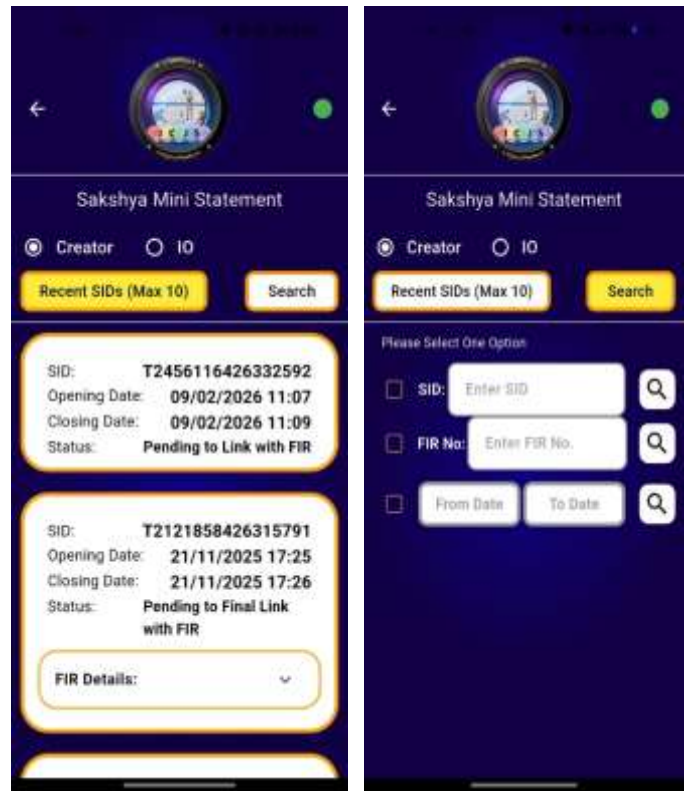 Sakshya Mini Statement
Creator IO
Recent SIDs (Max 10) Search
SID: T2456116426332592
Opening Date: 09/02/2026 11:07
Closing Date: 09/02/2026 11:09
Status: Pending to Link with FIR
SID: T2121858426315791
Opening Date: 21/11/2025 17:25
Closing Date: 21/11/2025 17:26
Status: Pending to Final Link
with FIR
FIR Details:
Sakshya Mini Statement
Creator IO
Recent SIDs (Max 10) Search
Please Select One Option
SID: Enter SID
FIR No: Enter FIR No.
From Date To Date